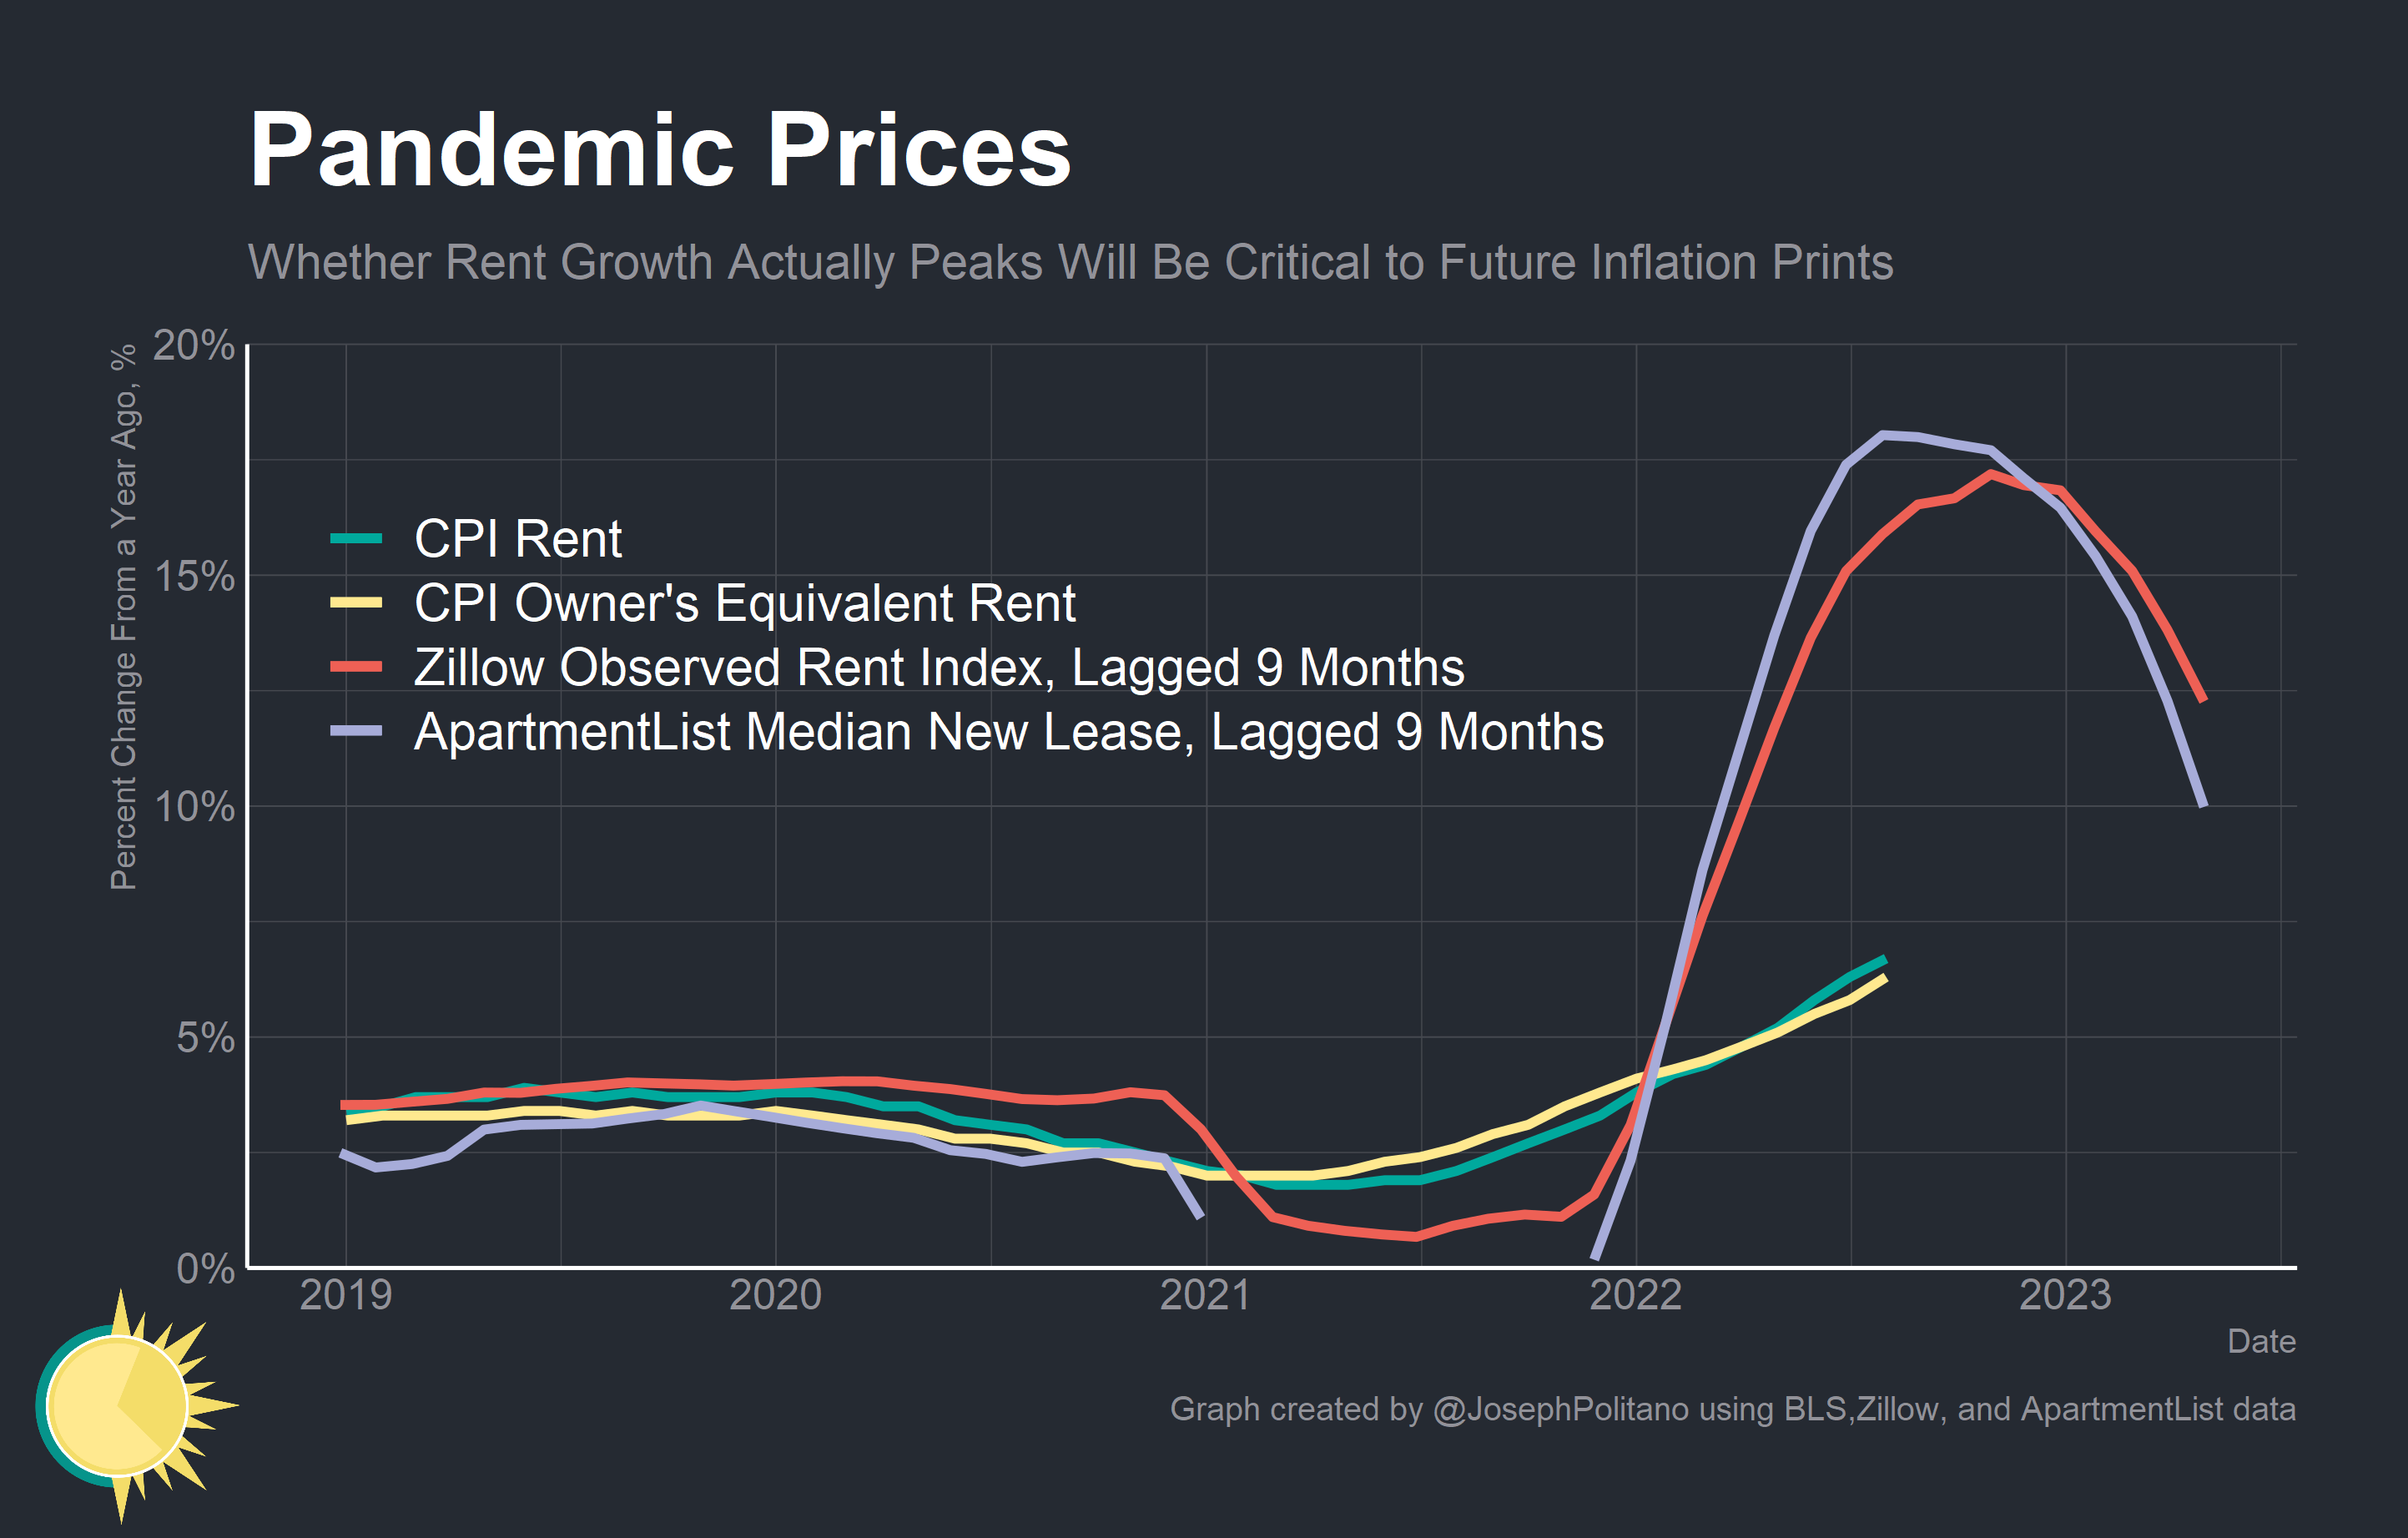 Pandemic Prices
Whether Rent Growth Actually Peaks Will Be Critical to Future Inflation Prints
Percent Change From a Year Ago, %
20%
15%
10%
5%
0%
CPI Rent
CPI Owner's Equivalent Rent
Zillow Observed Rent Index, Lagged 9 Months
ApartmentList Median New Lease, Lagged 9 Months
2019 2020 2021 2022 2023
Date
Graph created by @JosephPolitano using BLS,Zillow, and ApartmentList data